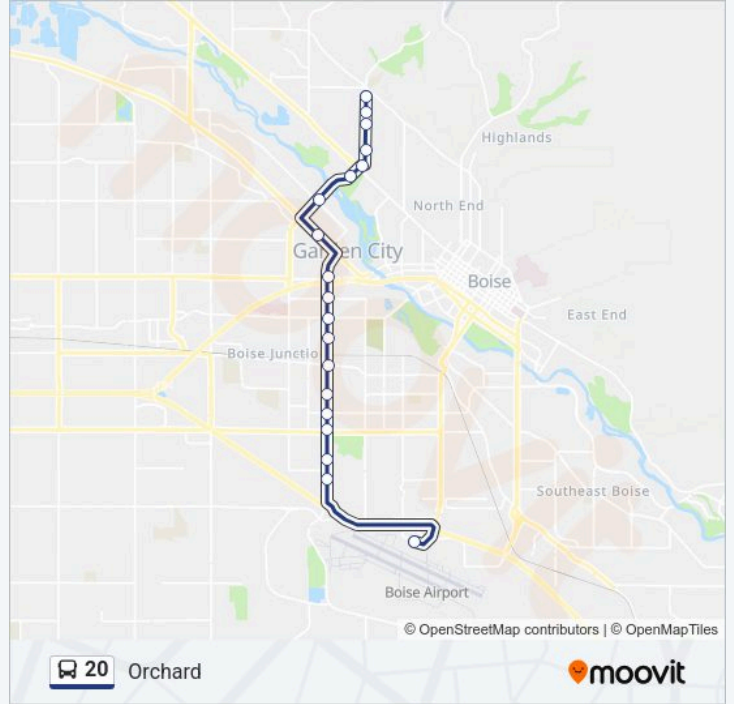 Highlands
North End
Garden City
Boise
East End
Boise Junctio
Southeast Boise
Boise Airport
© OpenStreetMap contributors | © OpenMapTiles
20 Orchard
moovit